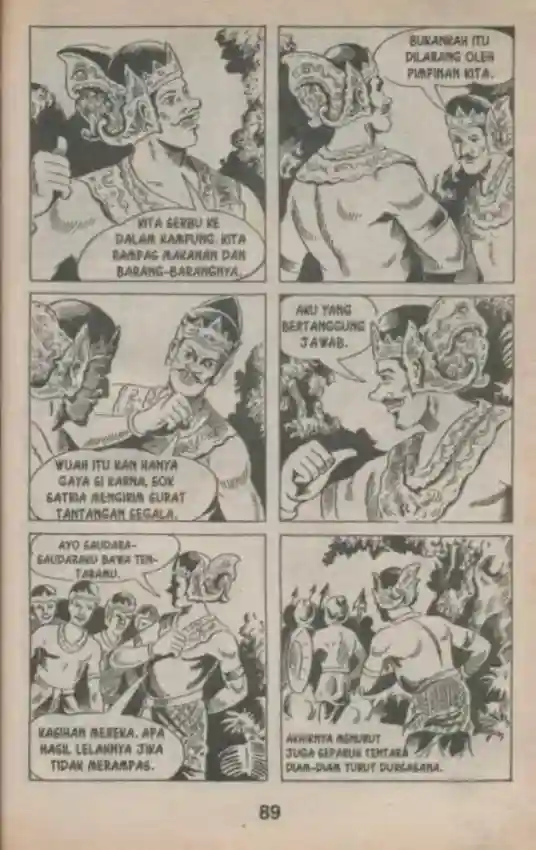 KITA SERBU KE
DALAM KAMPUNG. KITA
RAMPAS MAKANAN DAN
BARANG-BARANGNYA.
BUKANKAH ITU
DILARANG OLEH
PIMPINAN KITA.
WUAH ITU KAN HANYA
GAYA SI KARNA, SOK
SATRIA MENGIRIM SURAT
TANTANGAN SEGALA.
AKU YANG
BERTANGGUNG
JAWAB.
AYO SAUDARA-
SAUDARAKU BAWA TEN-
TARAMU.
KASIHAN MEREKA. APA
HASIL LELAHNYA JIKA
TIDAK MERAMPAS.
AKHIRNYA MENURUT
JUGA SEPARUH TENTARA
DIAM-DIAM TURUT DURSASANA.
89